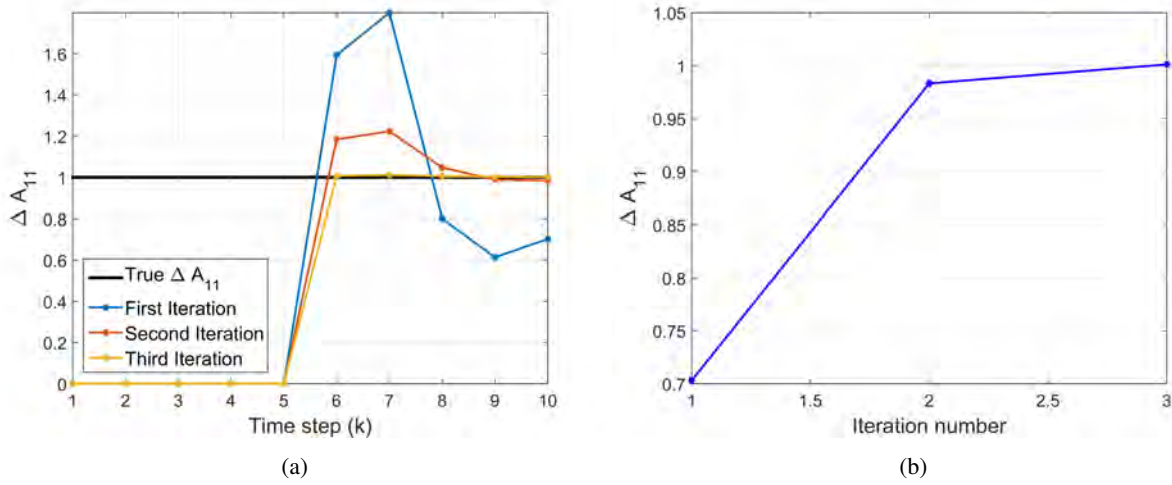 1.6
1.4
1.2
1
0.8
0.6
0.4
0.2
0
Δ A11
True Δ A11
First Iteration
Second Iteration
Third Iteration
1 2 3 4 5 6 7 8 9 10
Time step (k)
(a)
1.05
1
0.95
0.9
0.85
0.8
0.75
0.7
Δ A11
1 1.5 2 2.5 3
Iteration number
(b)